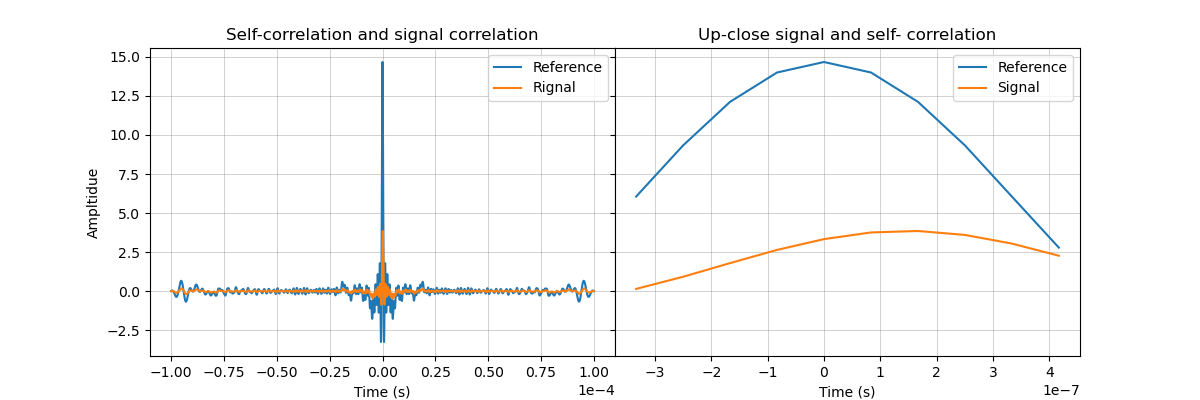 Self-correlation and signal correlation
Up-close signal and self- correlation
Reference
Rignal
Reference
Signal
15.0
12.5
10.0
7.5
5.0
2.5
0.0
−2.5
Ampltidue
−1.00 −0.75 −0.50 −0.25 0.00 0.25 0.50 0.75 1.00
1e−4
Time (s)
−3 −2 −1 0 1 2 3 4
1e−7
Time (s)